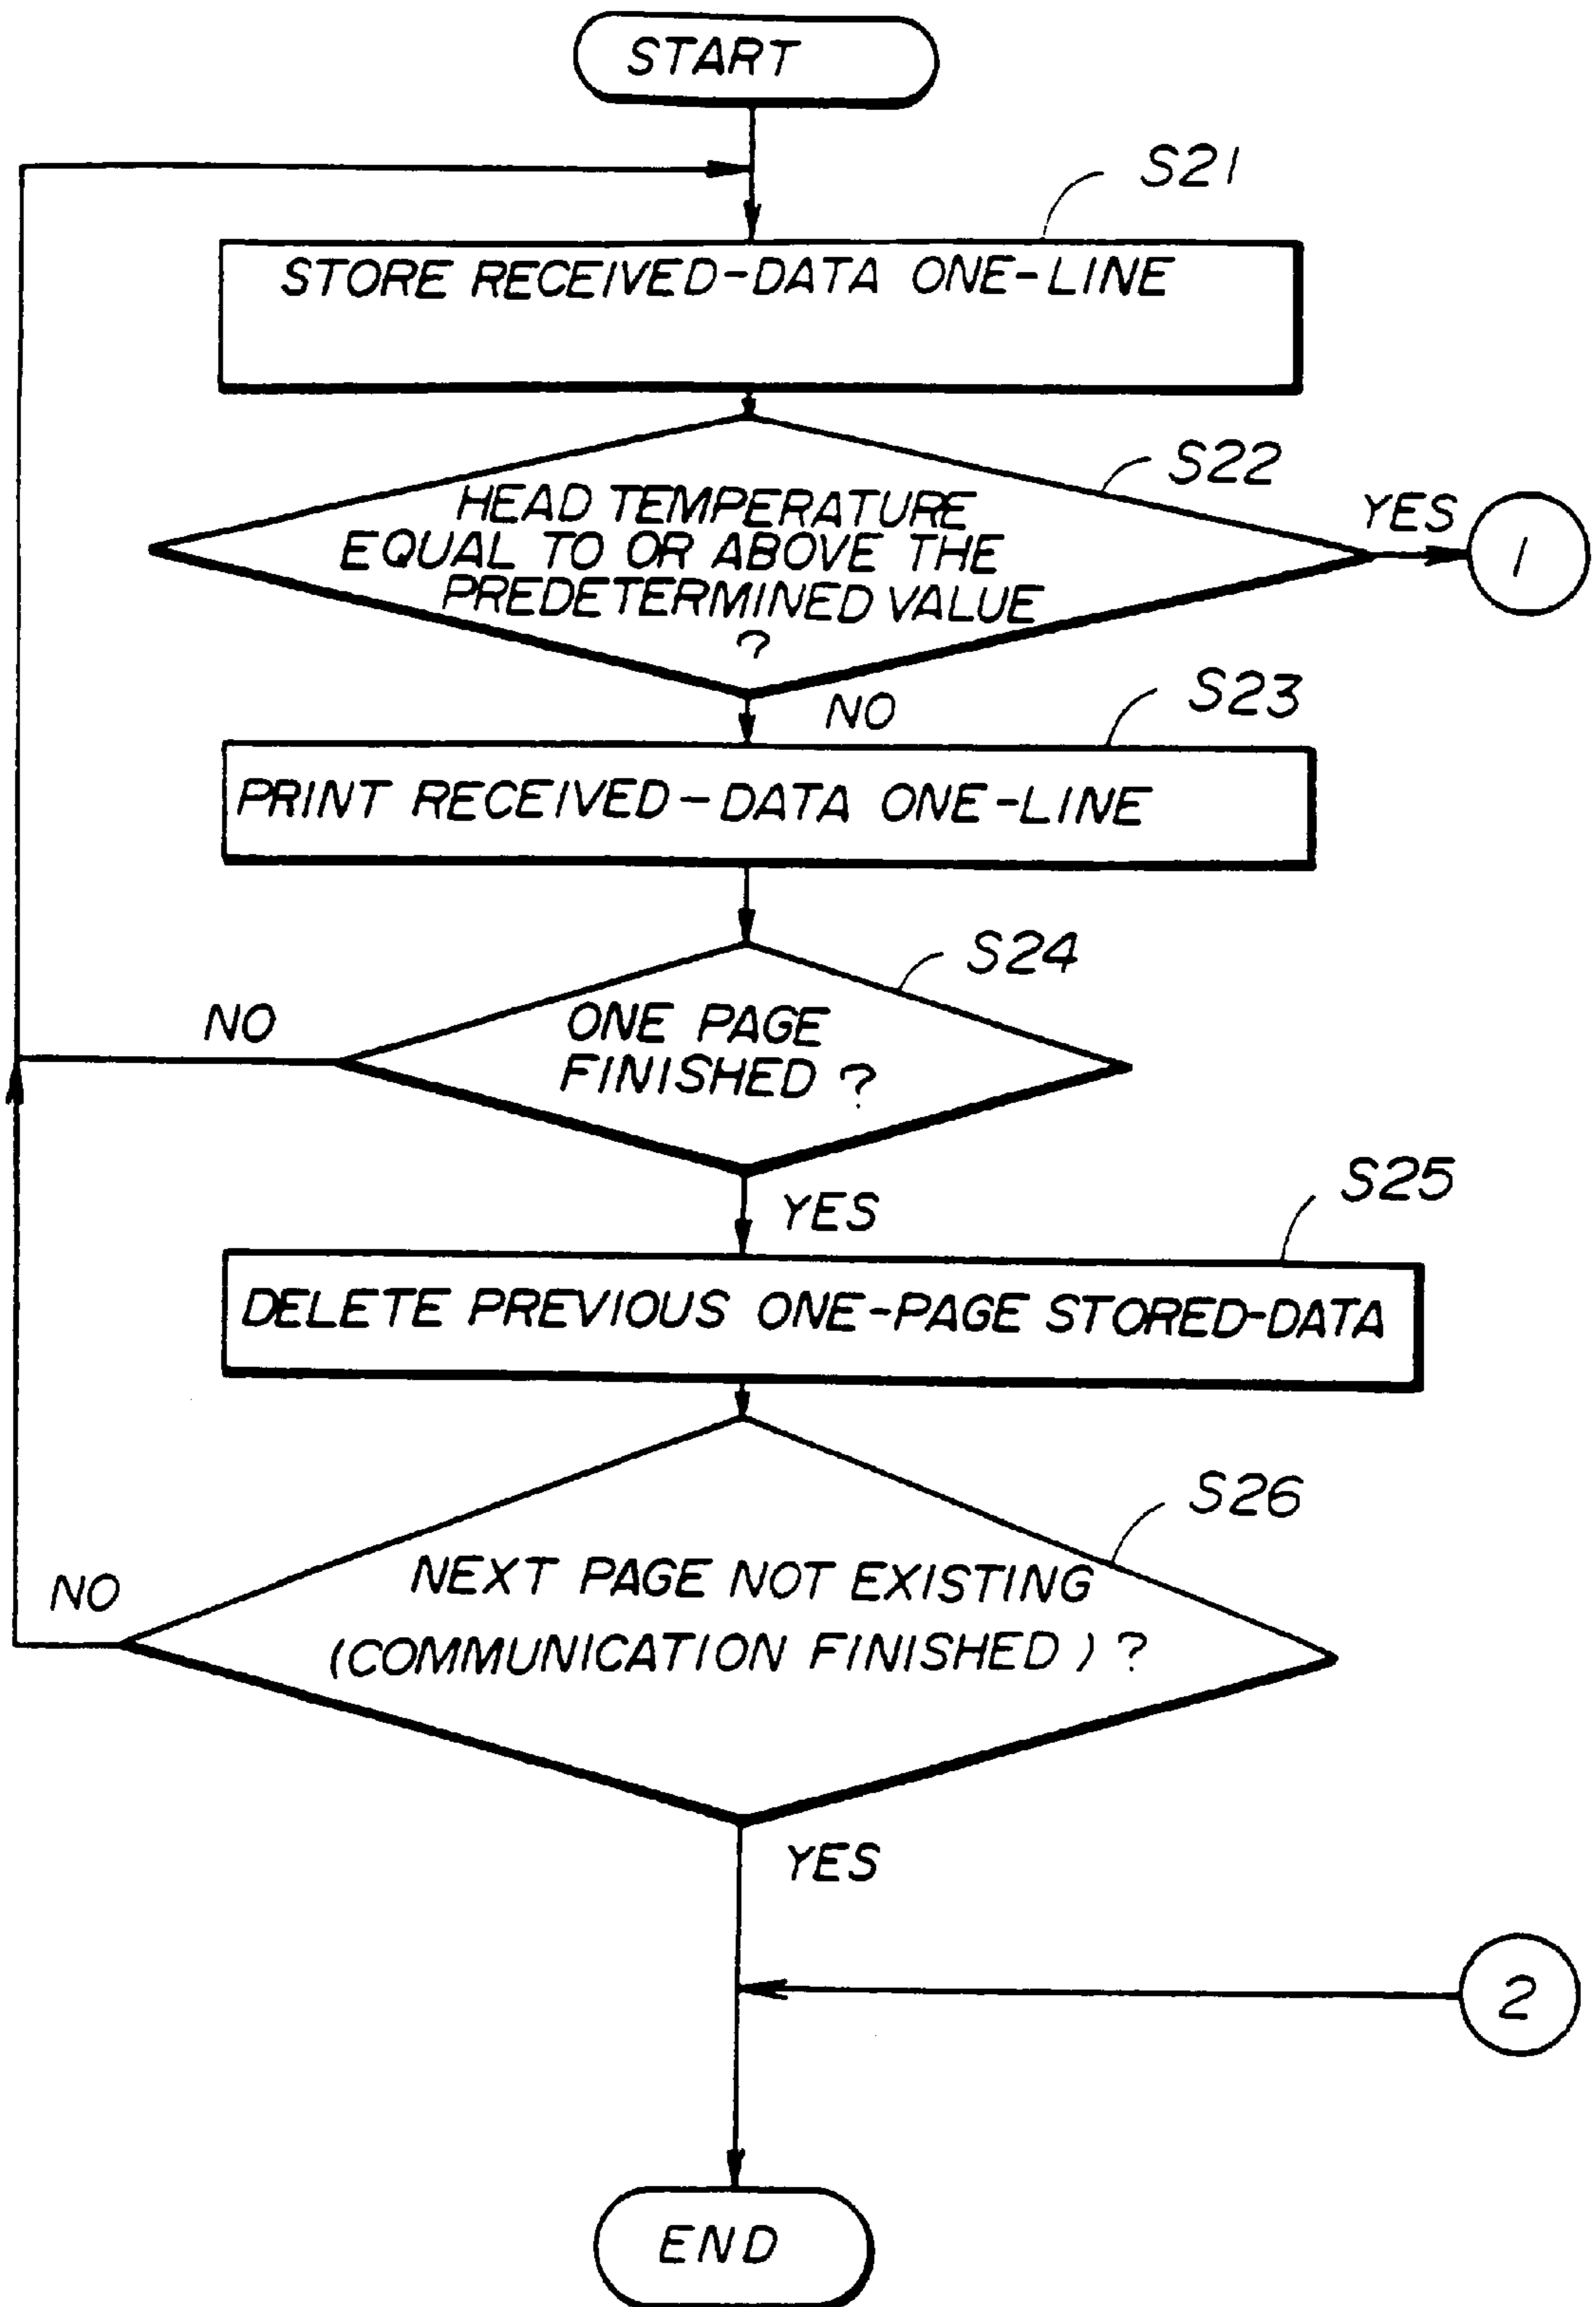 START
S21
STORE RECEIVED-DATA ONE-LINE
S22
HEAD TEMPERATURE
EQUAL TO OR ABOVE THE
PREDETERMINED VALUE
?
YES
1
NO
S23
PRINT RECEIVED-DATA ONE-LINE
S24
NO
ONE PAGE
FINISHED ?
YES
S25
DELETE PREVIOUS ONE-PAGE STORED-DATA
S26
NO
NEXT PAGE NOT EXISTING
(COMMUNICATION FINISHED) ?
YES
2
END